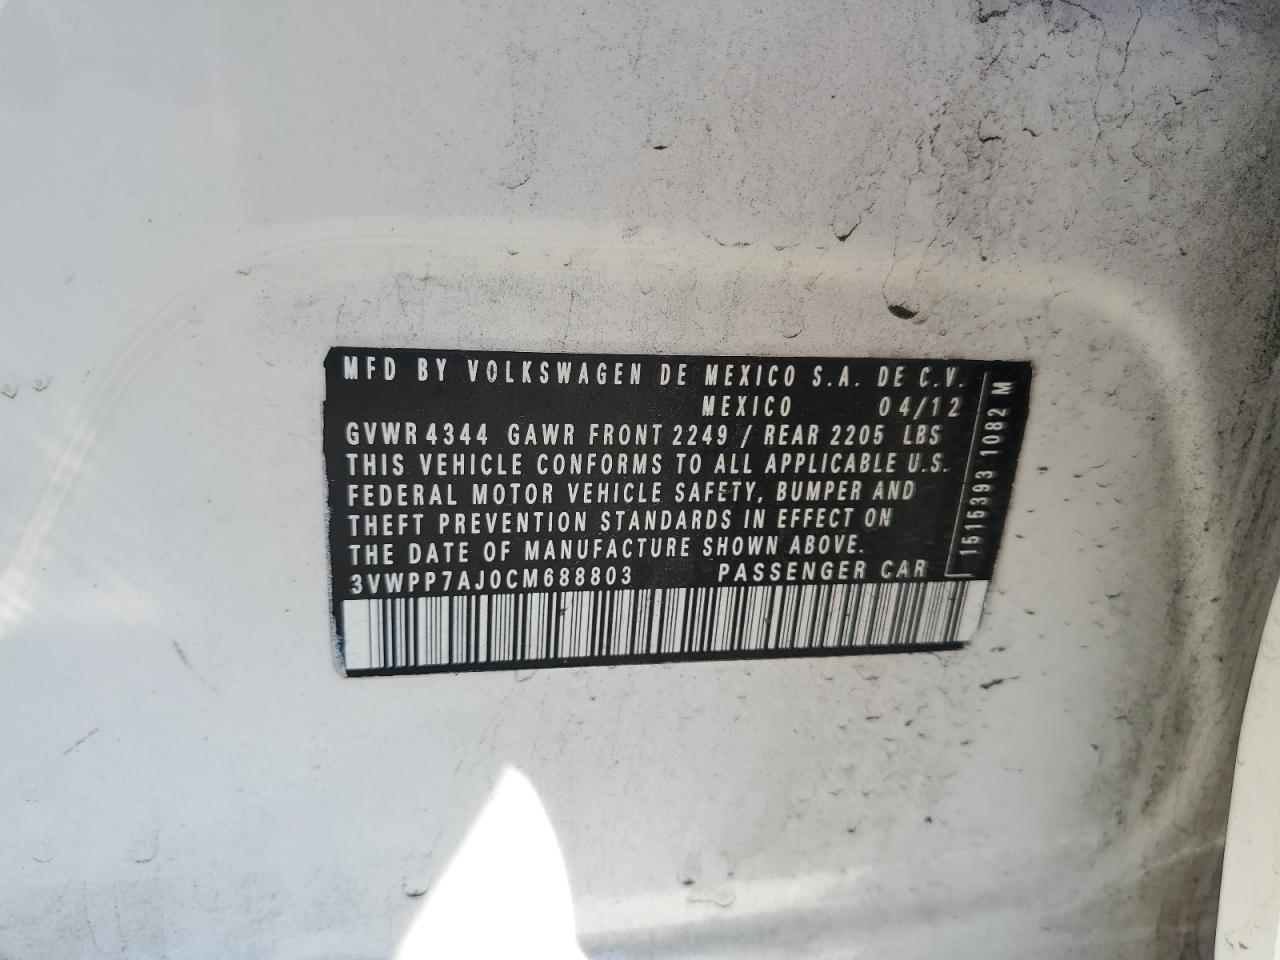 MFD BY VOLKSWAGEN DE MEXICO S.A. DE C.V.
MEXICO 04/12
GVWR 4344 GAWR FRONT 2249 / REAR 2205 LBS
THIS VEHICLE CONFORMS TO ALL APPLICABLE U.S.
FEDERAL MOTOR VEHICLE SAFETY, BUMPER AND
THEFT PREVENTION STANDARDS IN EFFECT ON
THE DATE OF MANUFACTURE SHOWN ABOVE.
3VWPP7AJ0CM688803 PASSENGER CAR
1515393 1082 M